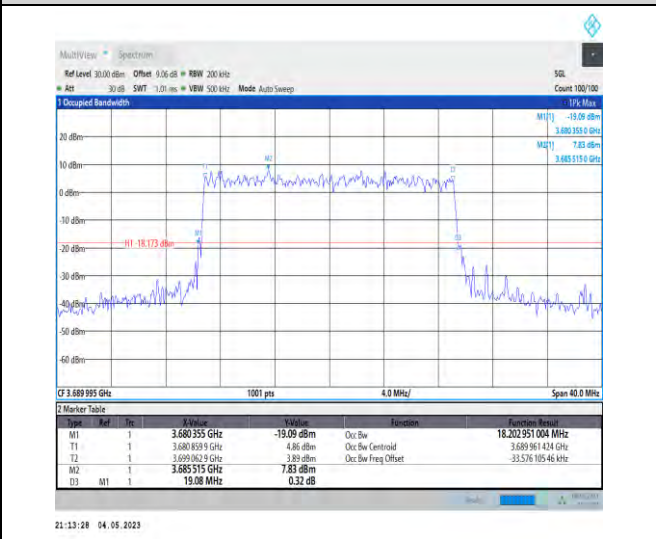 MultiView Spectrum
Ref Level 30.00 dBm Offset 9.06 dB RBW 200 kHz SGL
Att 30 dB SWT 1.01 ms VBW 500 kHz Mode Auto Sweep Count 100/100
1 Occupied Bandwidth 1Pk Max
M1[1] -19.09 dBm
3.680 355 0 GHz
M2[1] 7.83 dBm
3.685 515 0 GHz
20 dBm
10 dBm
0 dBm
-10 dBm
-20 dBm
-30 dBm
-40 dBm
-50 dBm
-60 dBm
M2
M1
D3
H1 -18.173 dBm
CF 3.689 995 GHz 1001 pts 4.0 MHz/ Span 40.0 MHz
2 Marker Table
Type Ref Trc X-Value Y-Value Function Function Result
M1 1 3.680 355 GHz -19.09 dBm Occ Bw 18.202 951 004 MHz
T1 1 3.680 859 9 GHz 4.86 dBm Occ Bw Centroid 3.689 961 424 GHz
T2 1 3.699 062 9 GHz 3.89 dBm Occ Bw Freq Offset -33.576 105 46 kHz
M2 1 3.685 515 GHz 7.83 dBm
D3 M1 1 19.08 MHz 0.32 dB
21:13:28 04.05.2023